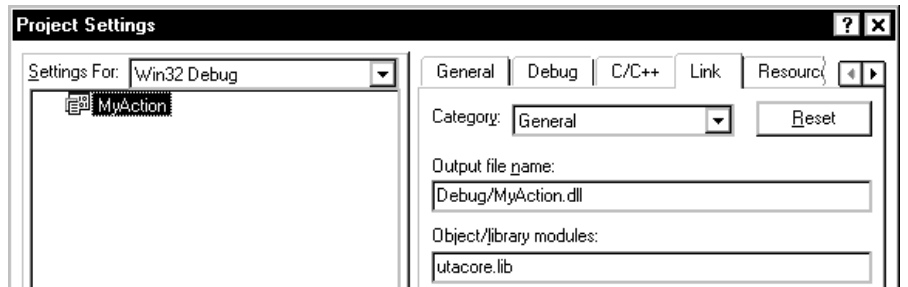 Project Settings
? X
Settings For: Win32 Debug
MyAction
General Debug C/C++ Link Resourc
Category: General Reset
Output file name:
Debug/MyAction.dll
Object/library modules:
utacore.lib